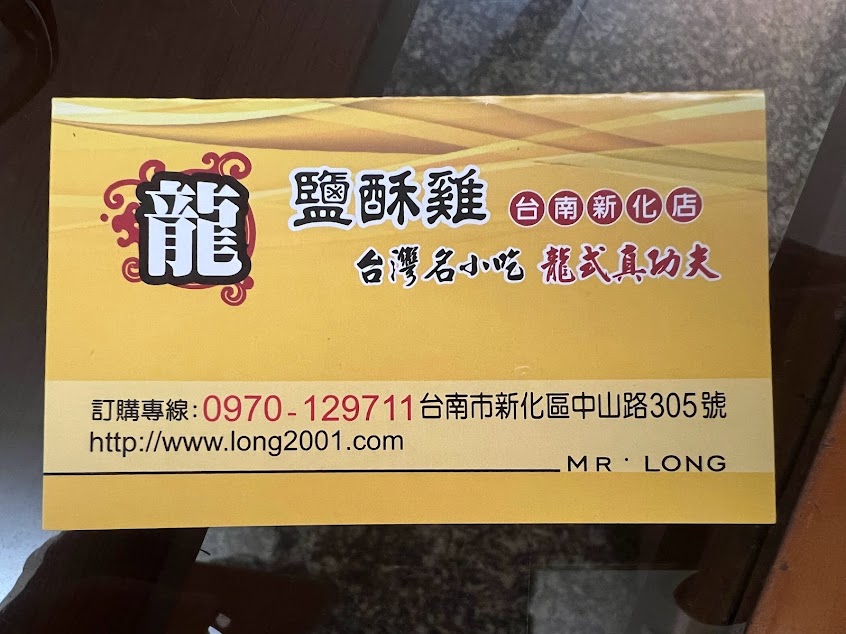 龍
鹽酥雞 台南新化店
台灣名小吃 龍式真功夫
訂購專線:0970-129711台南市新化區中山路305號
http://www.long2001.com
MR· LONG